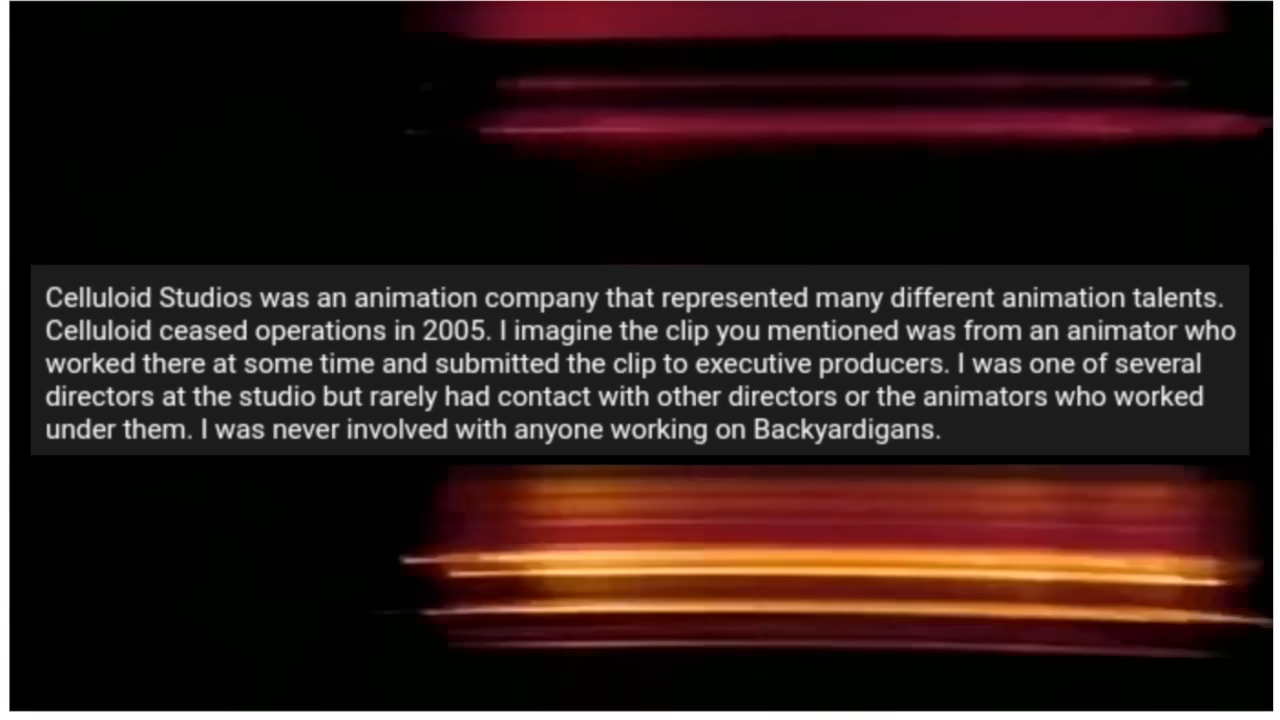 Celluloid Studios was an animation company that represented many different animation talents.
Celluloid ceased operations in 2005. I imagine the clip you mentioned was from an animator who
worked there at some time and submitted the clip to executive producers. I was one of several
directors at the studio but rarely had contact with other directors or the animators who worked
under them. I was never involved with anyone working on Backyardigans.